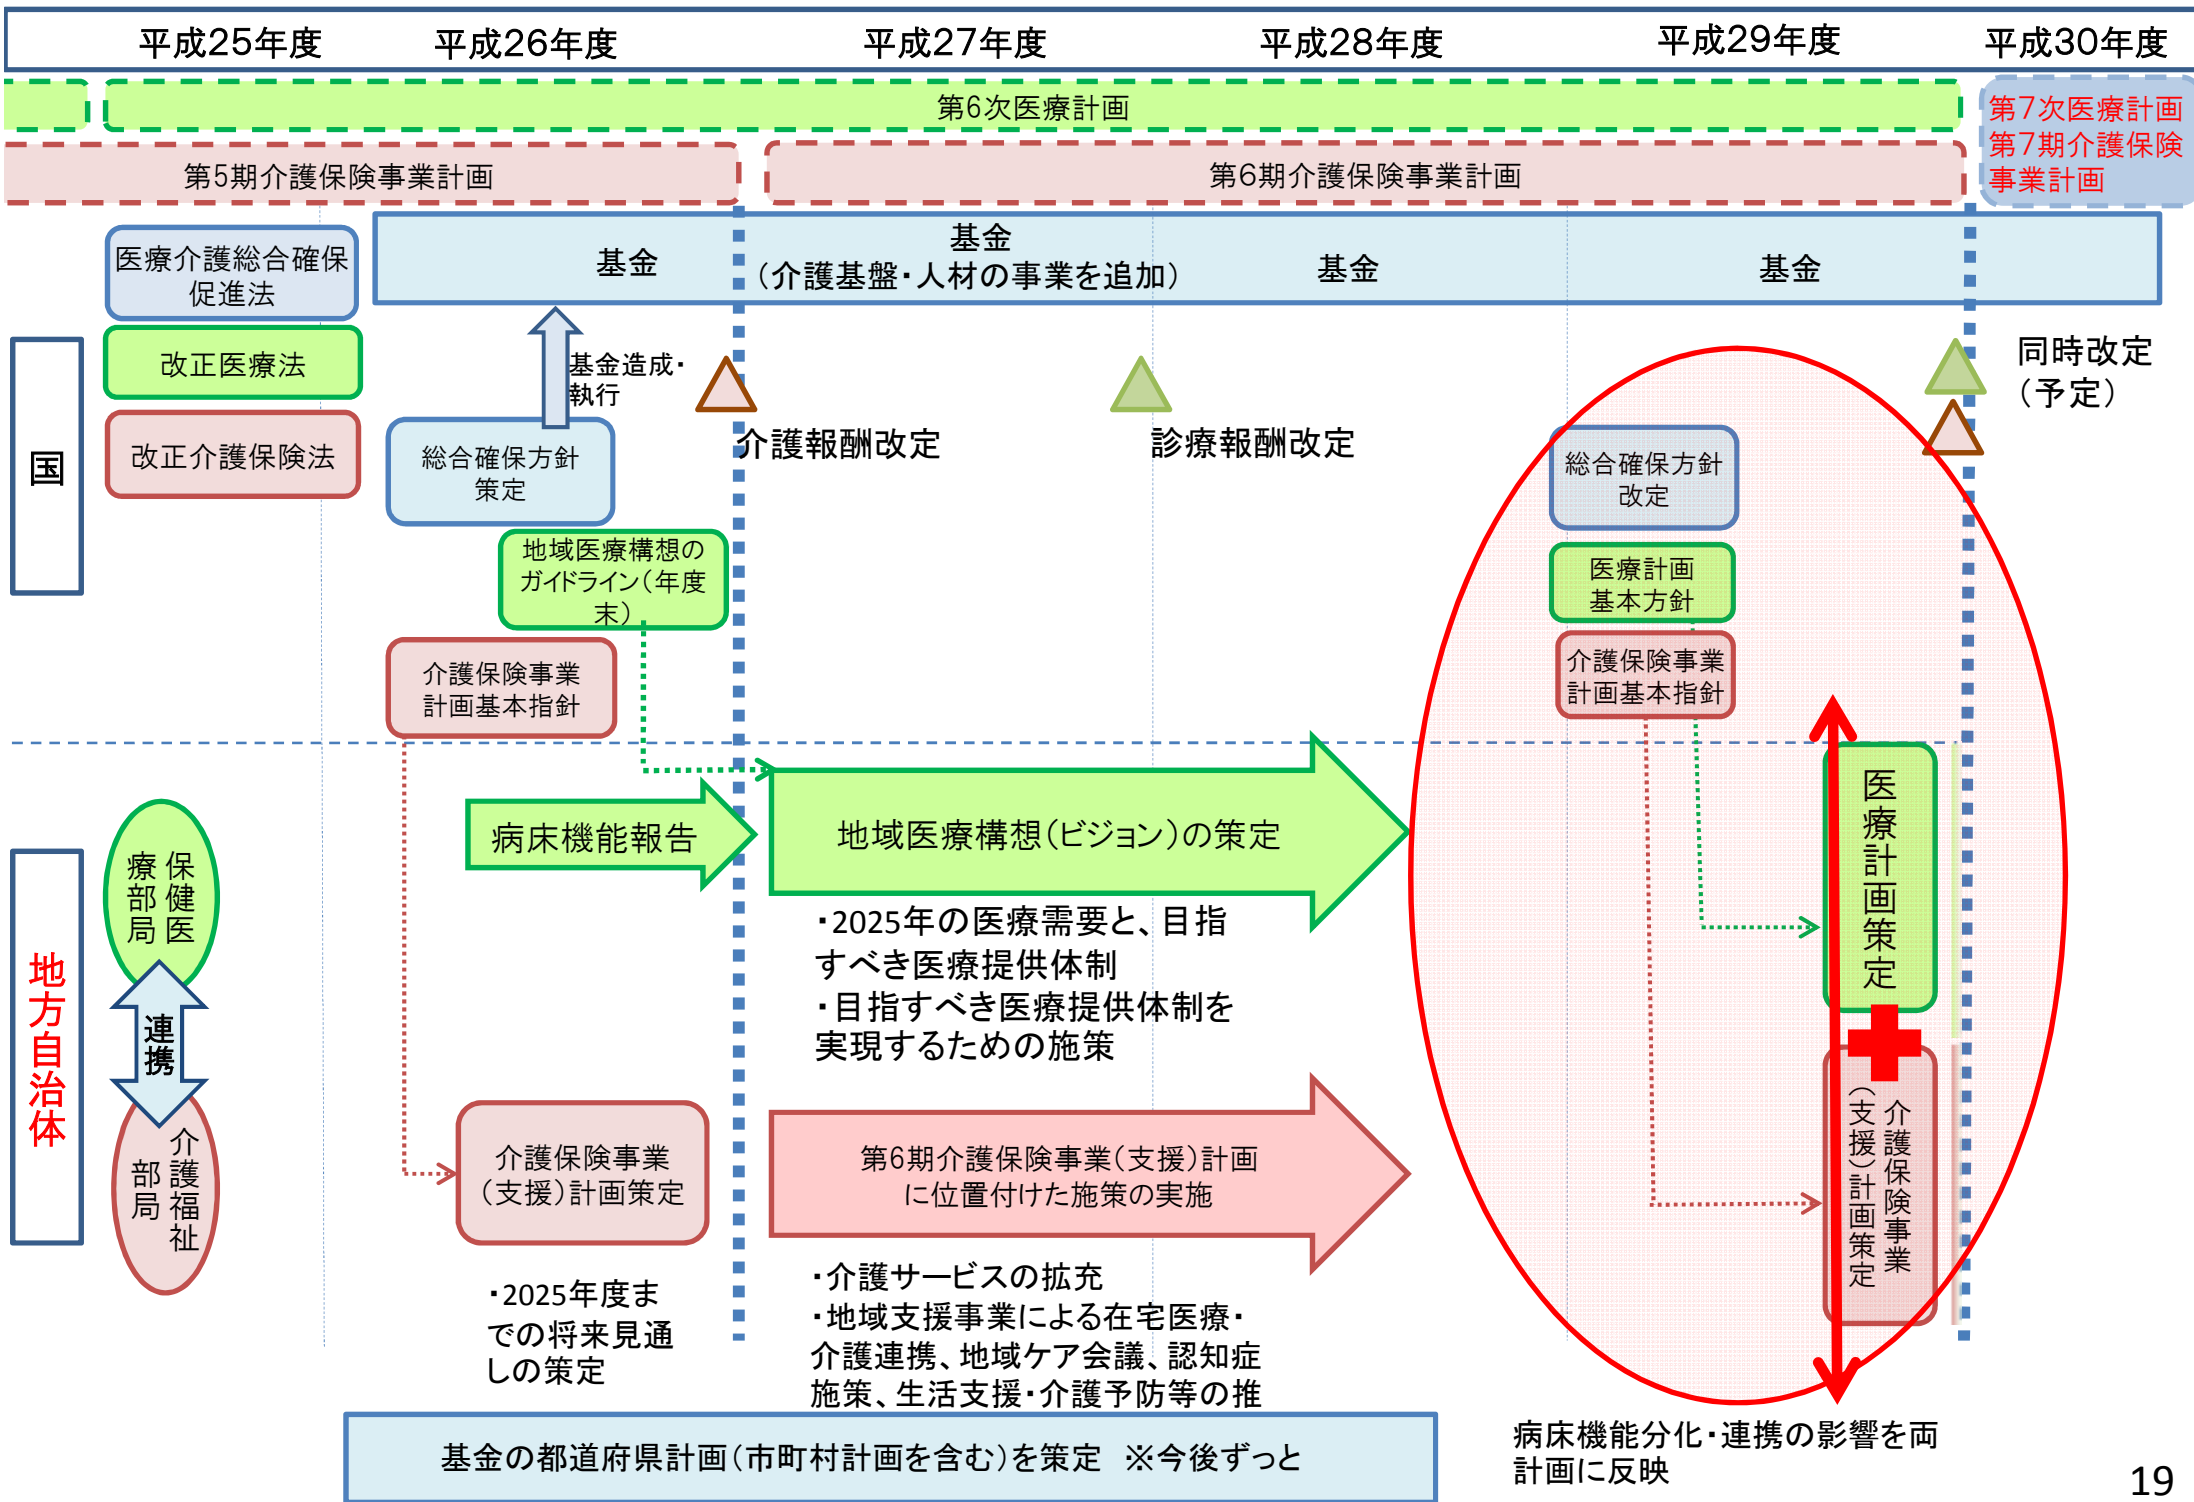 平成25年度
平成26年度
平成27年度
平成28年度
平成29年度
平成30年度
第6次医療計画
第7次医療計画
第7期介護保険
事業計画
第5期介護保険事業計画
第6期介護保険事業計画
医療介護総合確保
促進法
改正医療法
改正介護保険法
基金
基金
（介護基盤・人材の事業を追加）
基金
基金
国
基金造成・
執行
総合確保方針
策定
介護報酬改定
診療報酬改定
同時改定
（予定）
地域医療構想の
ガイドライン（年度
末）
介護保険事業
計画基本指針
総合確保方針
改定
医療計画
基本方針
介護保険事業
計画基本指針
地方自治体
保健医
療部局
連携
介護福祉
部局
病床機能報告
地域医療構想（ビジョン）の策定
・2025年の医療需要と、目指
すべき医療提供体制
・目指すべき医療提供体制を
実現するための施策
介護保険事業
（支援）計画策定
・2025年度ま
での将来見通
しの策定
第6期介護保険事業（支援）計画
に位置付けた施策の実施
・介護サービスの拡充
・地域支援事業による在宅医療・
介護連携、地域ケア会議、認知症
施策、生活支援・介護予防等の推
医療計画策定
介護保険事業
（支援）計画策定
基金の都道府県計画（市町村計画を含む）を策定　※今後ずっと
病床機能分化・連携の影響を両
計画に反映
19